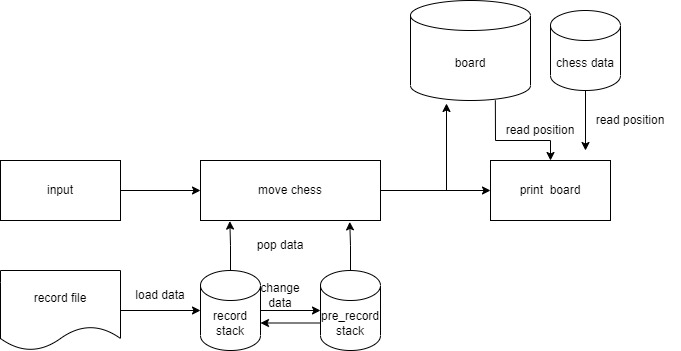 board
chess data
read position
read position
input
move chess
print board
pop data
record file
load data
change
data
record
stack
pre_record
stack